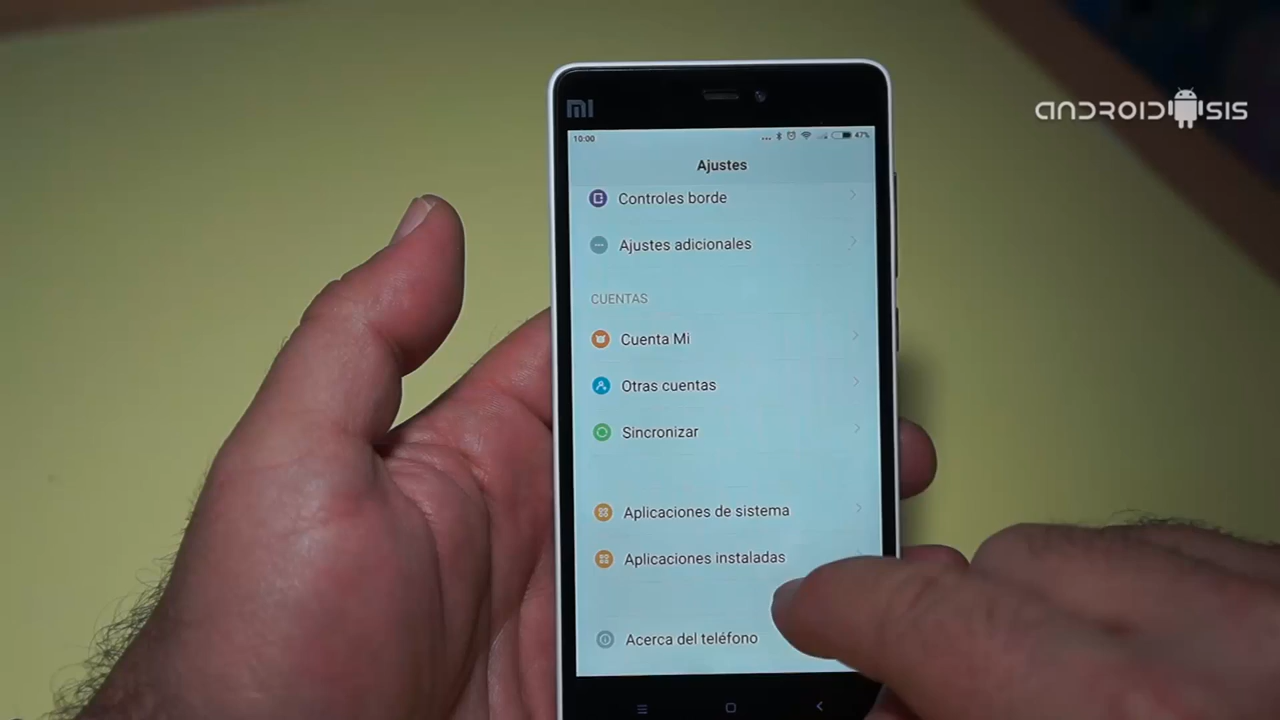 mi
ANDROIDSIS
10:00
47%
Ajustes
Controles borde
Ajustes adicionales
CUENTAS
Cuenta Mi
Otras cuentas
Sincronizar
Aplicaciones de sistema
Aplicaciones instaladas
Acerca del teléfono